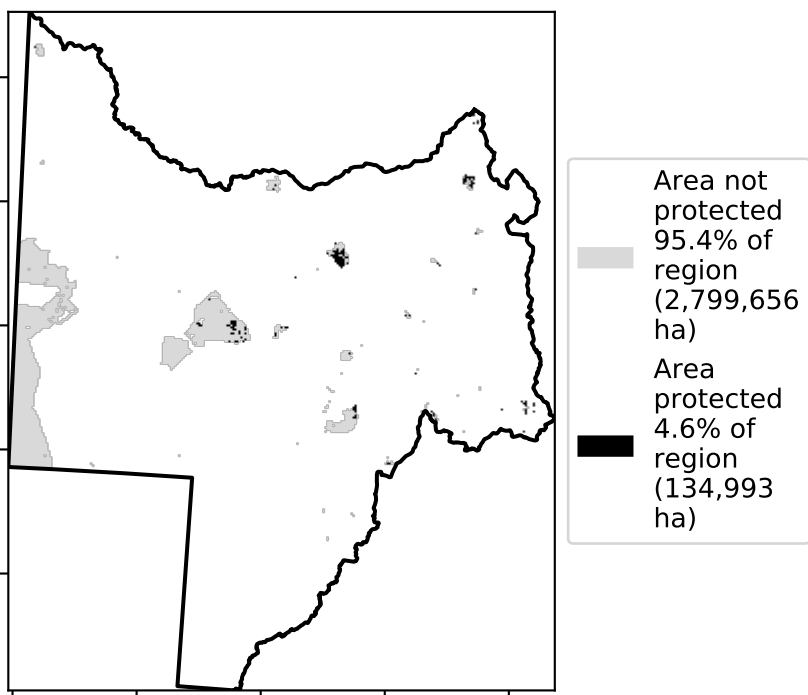 Area not
protected
95.4% of
region
(2,799,656
ha)
Area
protected
4.6% of
region
(134,993
ha)